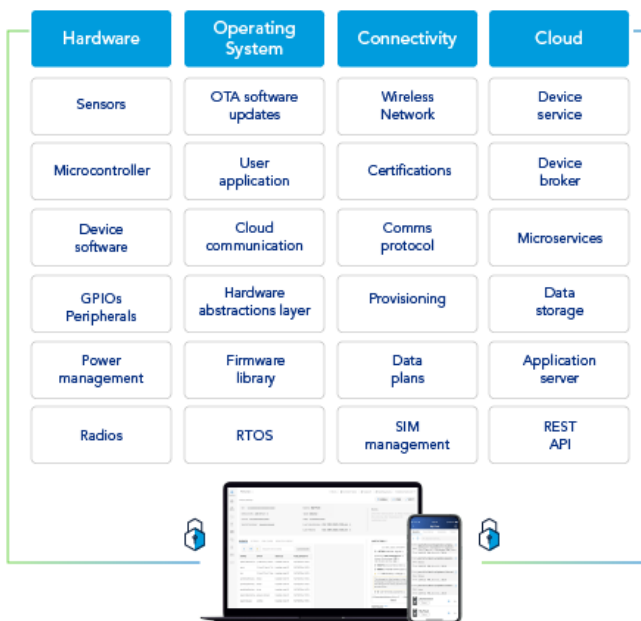 Hardware
Operating
System
Connectivity
Cloud
Sensors
OTA software
updates
Wireless
Network
Device
service
Microcontroller
User
application
Certifications
Device
broker
Device
software
Cloud
communication
Comms
protocol
Microservices
GPIOs
Peripherals
Hardware
abstractions layer
Provisioning
Data
storage
Power
management
Firmware
library
Data
plans
Application
server
Radios
RTOS
SIM
management
REST
API